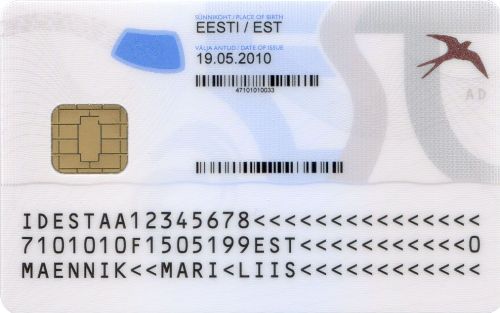 SÜNNIKOHT / PLACE OF BIRTH
EESTI / EST
VÄLJA ANTUD / DATE OF ISSUE
19.05.2010
47101010033
AD
IDESTAA12345678<<<<<<<<<<<<<<<
7101010F1505199EST<<<<<<<<<<<0
MAENNIK<<MARI<LIIS<<<<<<<<<<<<